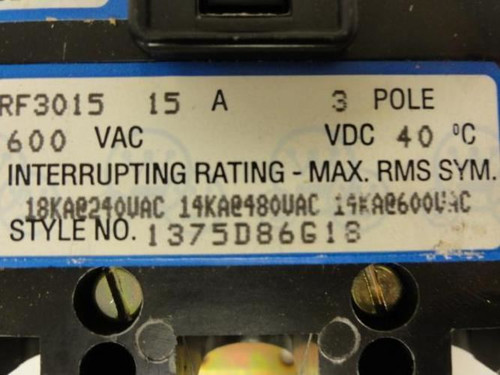 RF3015 15 A 3 POLE
600 VAC VDC 40 °C
INTERRUPTING RATING - MAX. RMS SYM.
18KA@240VAC 14KA@480VAC 14KA@600VAC
STYLE NO. 1375D86G18